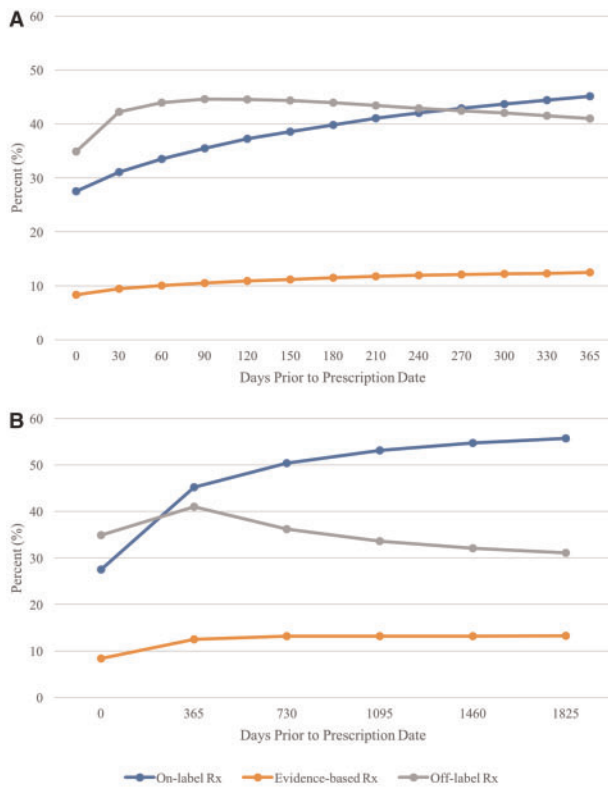 A
60
50
40
30
20
10
0
Percent (%)
0 30 60 90 120 150 180 210 240 270 300 330 365
Days Prior to Prescription Date
B
60
50
40
30
20
10
0
Percent (%)
0 365 730 1095 1460 1825
Days Prior to Prescription Date
On-label Rx Evidence-based Rx Off-label Rx